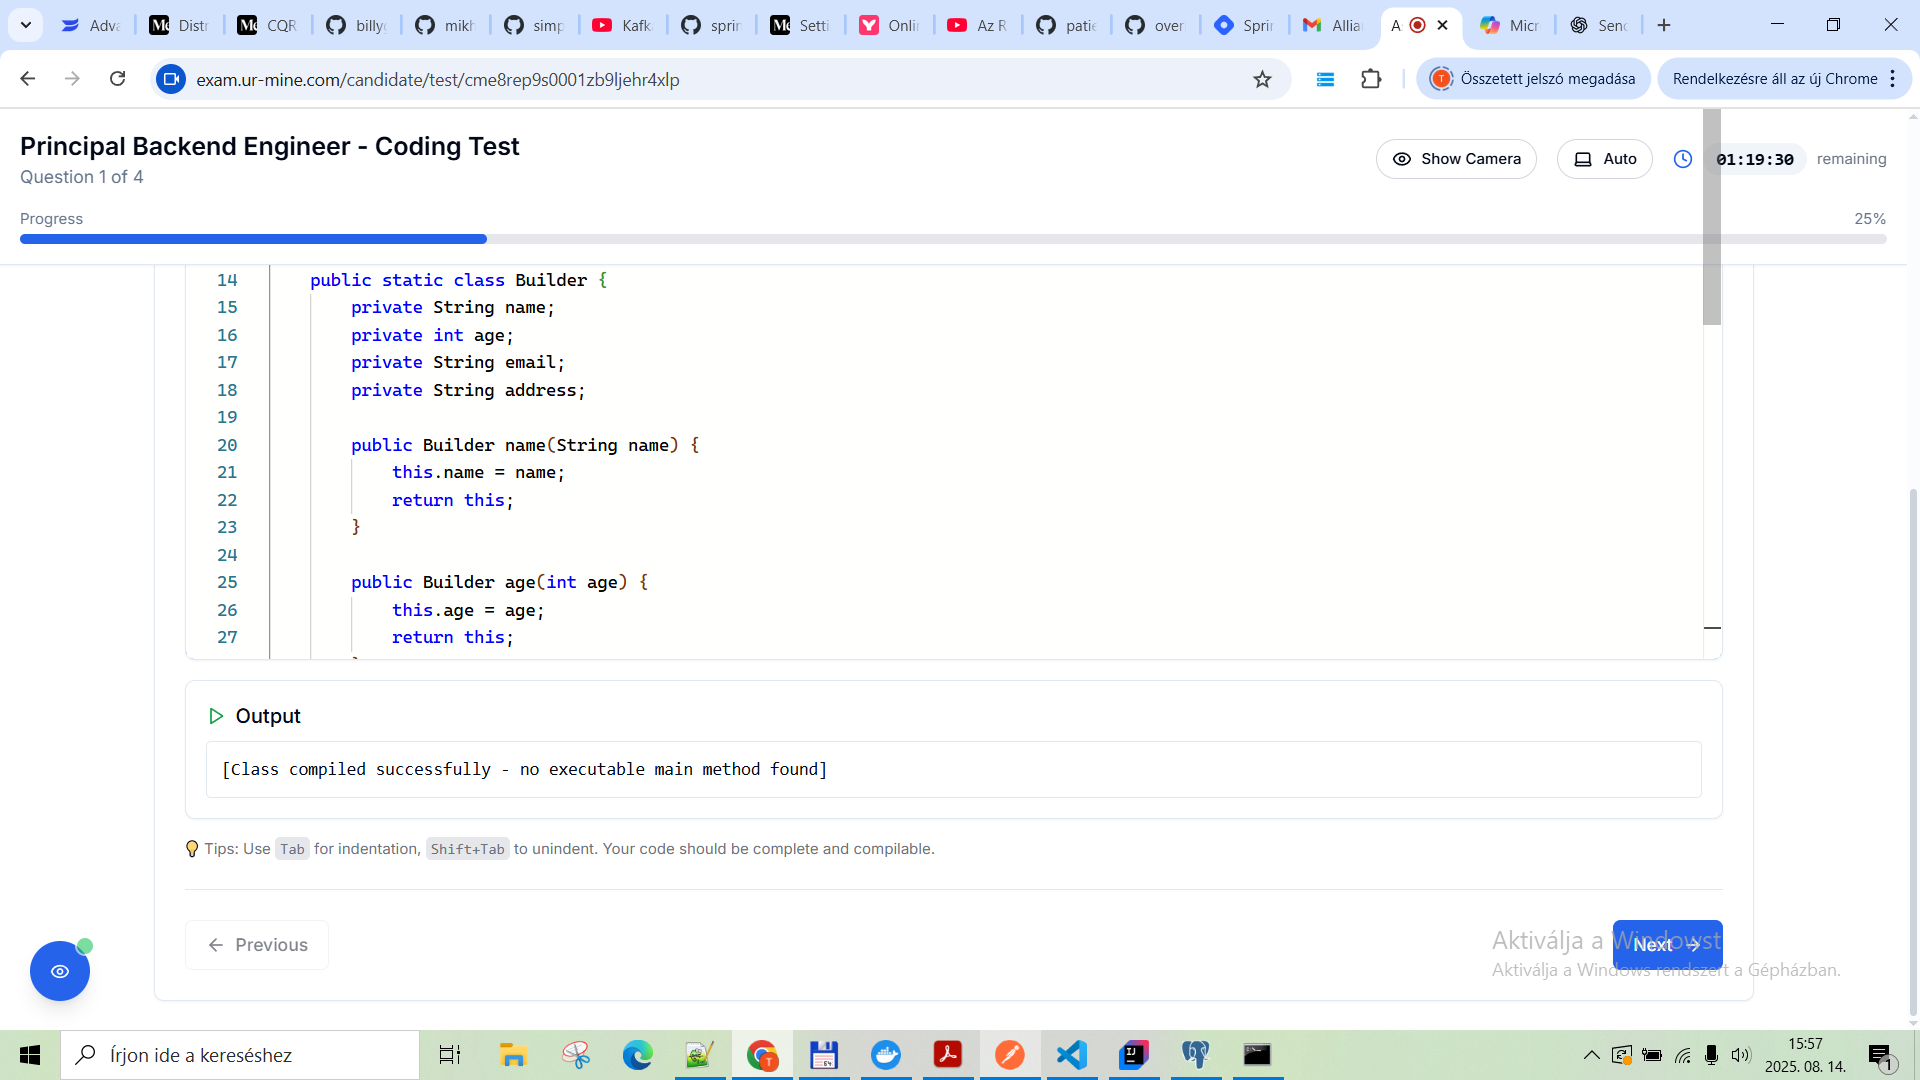 Adva
Distr
CQR
billyg
mikh
simp
Kafk
sprin
Setti
Onlin
Az R
patie
over
Sprin
Allia
A
Micr
Send
exam.ur-mine.com/candidate/test/cme8rep9s0001zb9ljehr4xlp
Összetett jelszó megadása
Rendelkezésre áll az új Chrome
Principal Backend Engineer - Coding Test
Question 1 of 4
Show Camera
Auto
01:19:30 remaining
Progress
25%
14 public static class Builder {
15 private String name;
16 private int age;
17 private String email;
18 private String address;
19
20 public Builder name(String name) {
21 this.name = name;
22 return this;
23 }
24
25 public Builder age(int age) {
26 this.age = age;
27 return this;
Output
[Class compiled successfully - no executable main method found]
Tips: Use Tab for indentation, Shift+Tab to unindent. Your code should be complete and compilable.
Previous
Next
Aktiválja a Windowst
Aktiválja a Windows rendszert a Gépházban.
Írjon ide a kereséshez
15:57
2025. 08. 14.
1